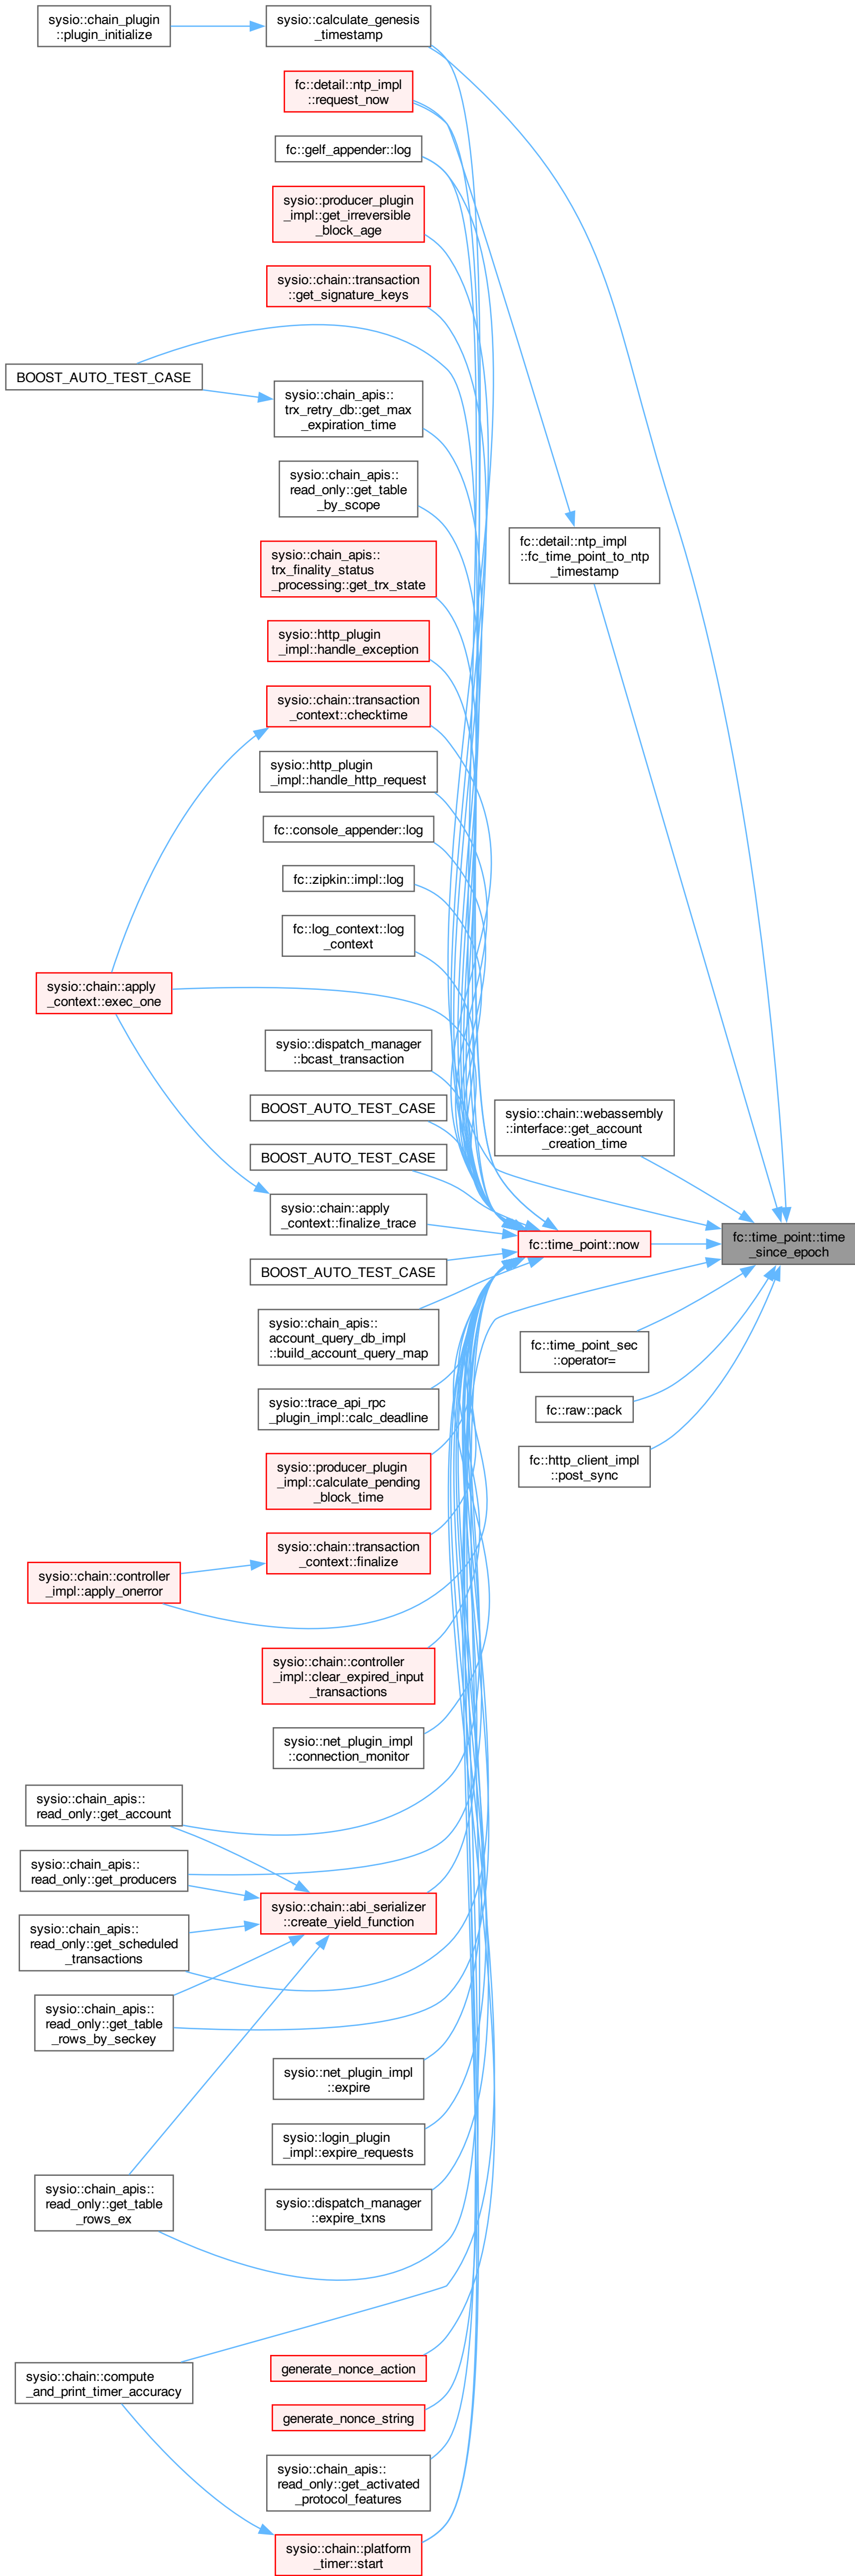 sysio::chain_plugin
::plugin_initialize
sysio::calculate_genesis
_timestamp
fc::detail::ntp_impl
::request_now
fc::gelf_appender::log
sysio::producer_plugin
_impl::get_irreversible
_block_age
sysio::chain::transaction
::get_signature_keys
BOOST_AUTO_TEST_CASE
sysio::chain_apis::
trx_retry_db::get_max
_expiration_time
sysio::chain_apis::
read_only::get_table
_by_scope
fc::detail::ntp_impl
::fc_time_point_to_ntp
_timestamp
sysio::chain_apis::
trx_finality_status
_processing::get_trx_state
sysio::http_plugin
_impl::handle_exception
sysio::chain::transaction
_context::checktime
sysio::http_plugin
_impl::handle_http_request
fc::console_appender::log
fc::zipkin::impl::log
fc::log_context::log
_context
sysio::chain::apply
_context::exec_one
sysio::dispatch_manager
::bcast_transaction
BOOST_AUTO_TEST_CASE
sysio::chain::webassembly
::interface::get_account
_creation_time
BOOST_AUTO_TEST_CASE
sysio::chain::apply
_context::finalize_trace
fc::time_point::now
fc::time_point::time
_since_epoch
BOOST_AUTO_TEST_CASE
sysio::chain_apis::
account_query_db_impl
::build_account_query_map
fc::time_point_sec
::operator=
sysio::trace_api_rpc
_plugin_impl::calc_deadline
fc::raw::pack
sysio::producer_plugin
_impl::calculate_pending
_block_time
fc::http_client_impl
::post_sync
sysio::chain::transaction
_context::finalize
sysio::chain::controller
_impl::apply_onerror
sysio::chain::controller
_impl::clear_expired_input
_transactions
sysio::net_plugin_impl
::connection_monitor
sysio::chain_apis::
read_only::get_account
sysio::chain_apis::
read_only::get_producers
sysio::chain::abi_serializer
::create_yield_function
sysio::chain_apis::
read_only::get_scheduled
_transactions
sysio::chain_apis::
read_only::get_table
_rows_by_seckey
sysio::net_plugin_impl
::expire
sysio::login_plugin
_impl::expire_requests
sysio::chain_apis::
read_only::get_table
_rows_ex
sysio::dispatch_manager
::expire_txns
sysio::chain::compute
_and_print_timer_accuracy
generate_nonce_action
generate_nonce_string
sysio::chain_apis::
read_only::get_activated
_protocol_features
sysio::chain::platform
_timer::start